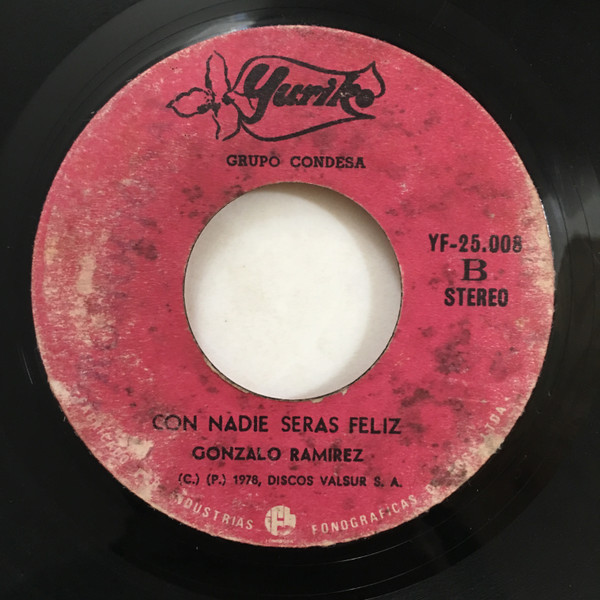 Yuriko
GRUPO CONDESA
YF-25.008
B
STEREO
CON NADIE SERAS FELIZ
GONZALO RAMIREZ
(C.) (P.) 1978, DISCOS VALSUR S. A.
INDUSTRIAS FONOGRAFICAS